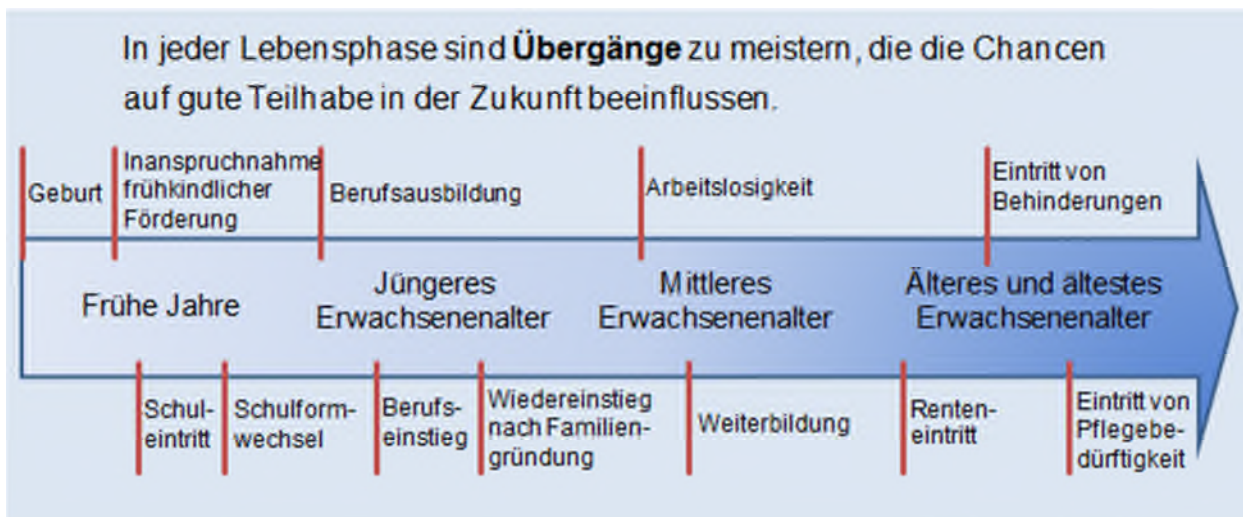 In jeder Lebensphase sind Übergänge zu meistern, die die Chancen
auf gute Teilhabe in der Zukunft beeinflussen.
Geburt
Inanspruchnahme
frühkindlicher
Förderung
Berufsausbildung
Arbeitslosigkeit
Eintritt von
Behinderungen
Frühe Jahre
Jüngeres
Erwachsenenalter
Mittleres
Erwachsenenalter
Älteres und ältestes
Erwachsenenalter
Schul-
eintritt
Schulform-
wechsel
Berufs-
einstieg
Wiedereinstieg
nach Familien-
gründung
Weiterbildung
Renten-
eintritt
Eintritt von
Pflegebe-
dürftigkeit